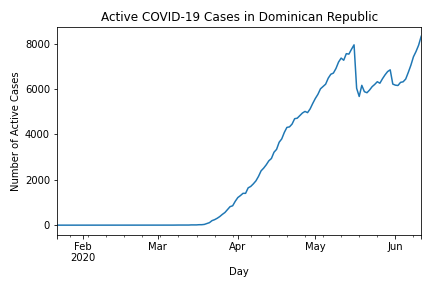 Active COVID-19 Cases in Dominican Republic
8000
6000
4000
2000
0
Number of Active Cases
Feb
2020
Mar
Apr
May
Jun
Day